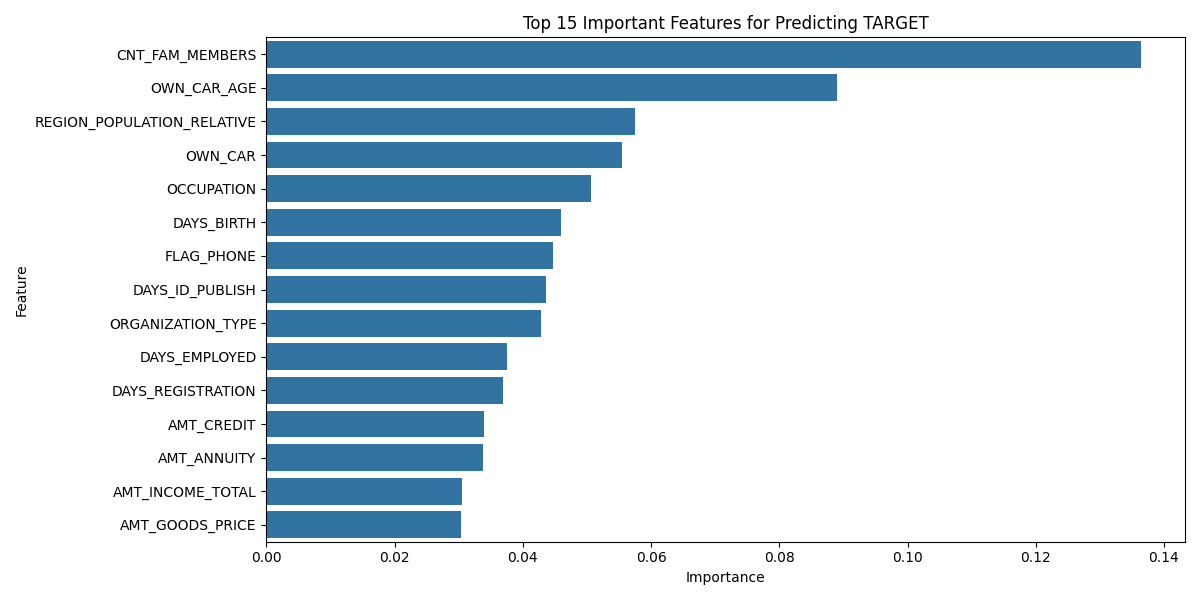 Top 15 Important Features for Predicting TARGET
CNT_FAM_MEMBERS
OWN_CAR_AGE
REGION_POPULATION_RELATIVE
OWN_CAR
OCCUPATION
DAYS_BIRTH
FLAG_PHONE
DAYS_ID_PUBLISH
ORGANIZATION_TYPE
DAYS_EMPLOYED
DAYS_REGISTRATION
AMT_CREDIT
AMT_ANNUITY
AMT_INCOME_TOTAL
AMT_GOODS_PRICE
Feature
0.00 0.02 0.04 0.06 0.08 0.10 0.12 0.14
Importance